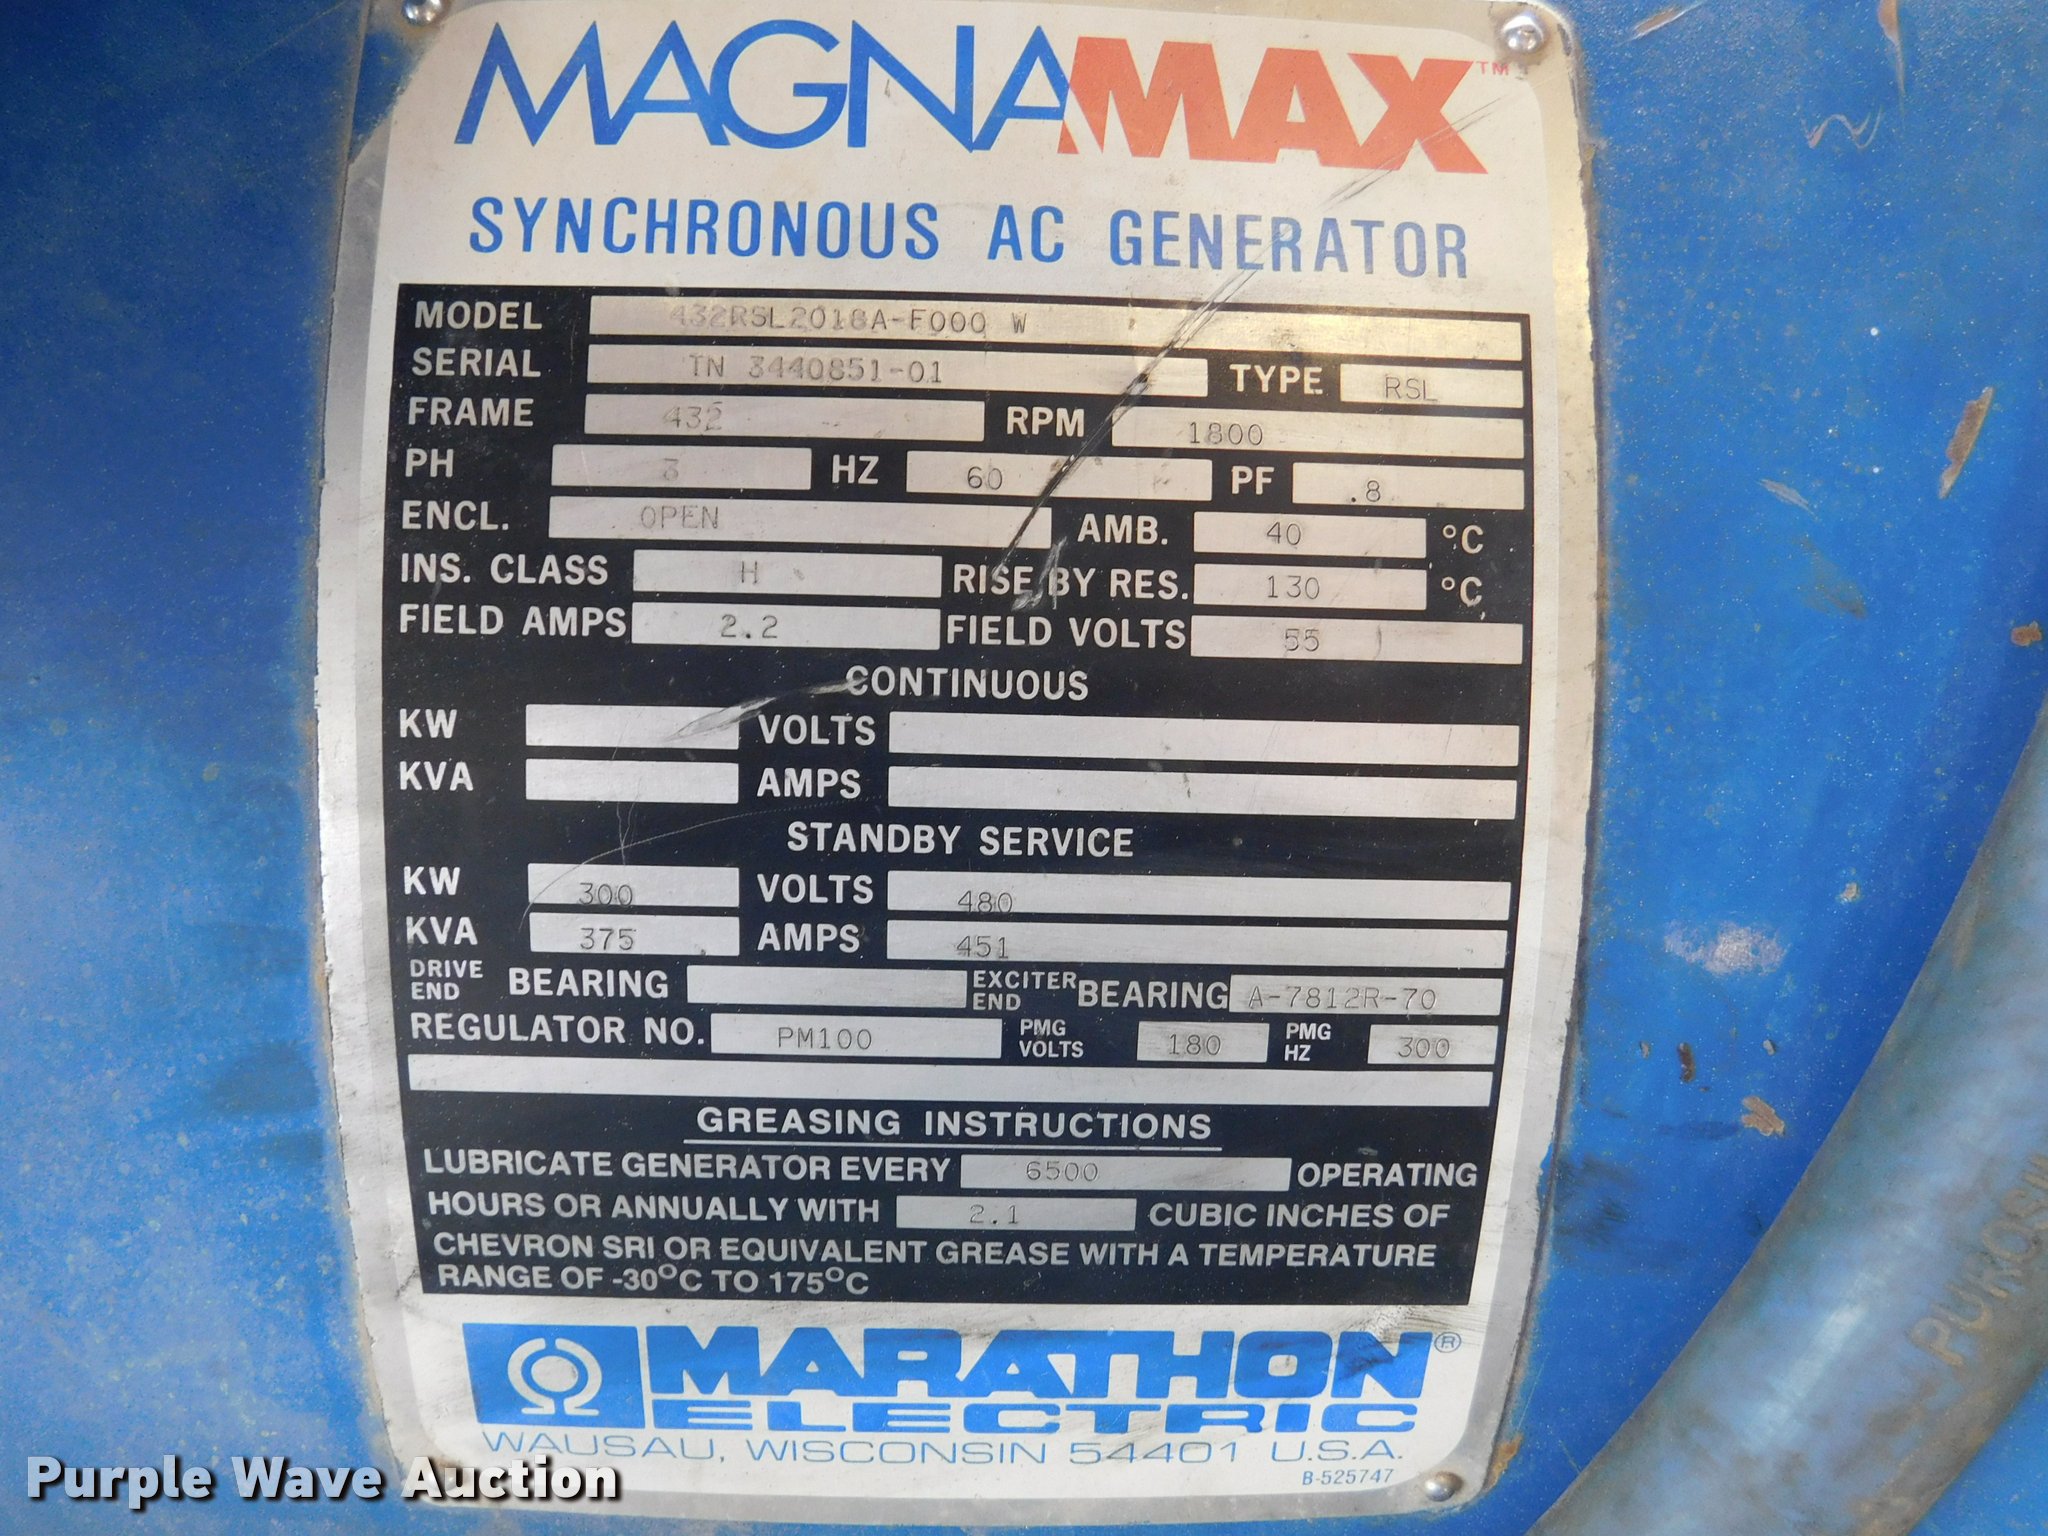 MAGNAMAX™
SYNCHRONOUS AC GENERATOR
MODEL 432RSL2018A-F000 W
SERIAL TN 3440851-01 TYPE RSL
FRAME 432 RPM 1800
PH 3 HZ 60 PF .8
ENCL. OPEN AMB. 40 °C
INS. CLASS H RISE BY RES. 130 °C
FIELD AMPS 2.2 FIELD VOLTS 55
CONTINUOUS
KW VOLTS
KVA AMPS
STANDBY SERVICE
KW 300 VOLTS 480
KVA 375 AMPS 451
DRIVE END BEARING EXCITER END BEARING A-7812R-70
REGULATOR NO. PM100 PMG VOLTS 180 PMG HZ 300
GREASING INSTRUCTIONS
LUBRICATE GENERATOR EVERY 6500 OPERATING
HOURS OR ANNUALLY WITH 2.1 CUBIC INCHES OF
CHEVRON SRI OR EQUIVALENT GREASE WITH A TEMPERATURE
RANGE OF -30°C TO 175°C
MARATHON®
ELECTRIC
WAUSAU, WISCONSIN 54401 U.S.A.
B-525747
Purple Wave Auction